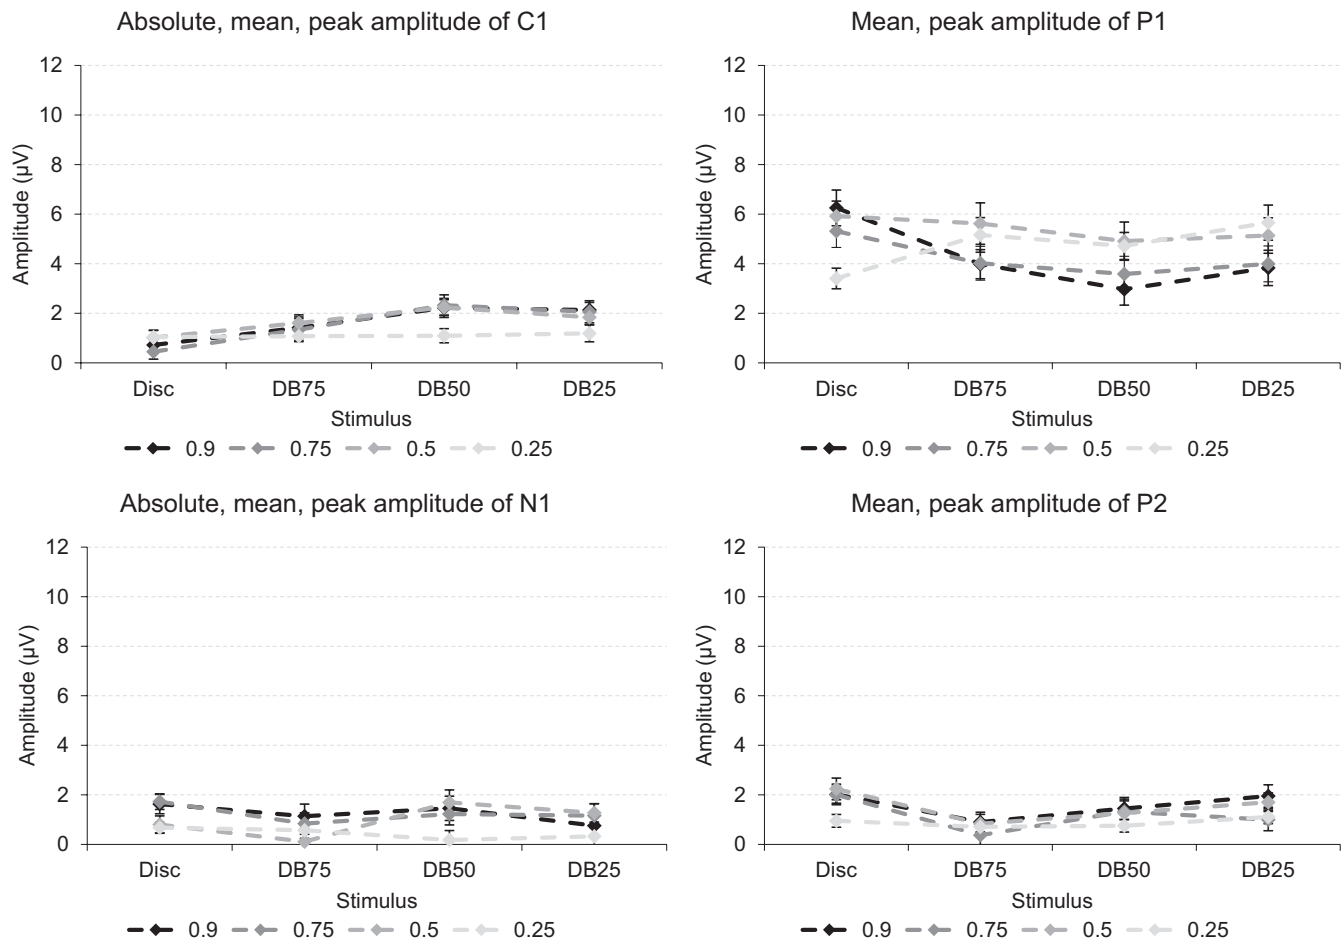 Absolute, mean, peak amplitude of C1
12
10
8
6
4
2
0
Amplitude (μV)
Disc DB75 DB50 DB25
Stimulus
0.9 0.75 0.5 0.25
Mean, peak amplitude of P1
12
10
8
6
4
2
0
Amplitude (μV)
Disc DB75 DB50 DB25
Stimulus
0.9 0.75 0.5 0.25
Absolute, mean, peak amplitude of N1
12
10
8
6
4
2
0
Amplitude (μV)
Disc DB75 DB50 DB25
Stimulus
0.9 0.75 0.5 0.25
Mean, peak amplitude of P2
12
10
8
6
4
2
0
Amplitude (μV)
Disc DB75 DB50 DB25
Stimulus
0.9 0.75 0.5 0.25